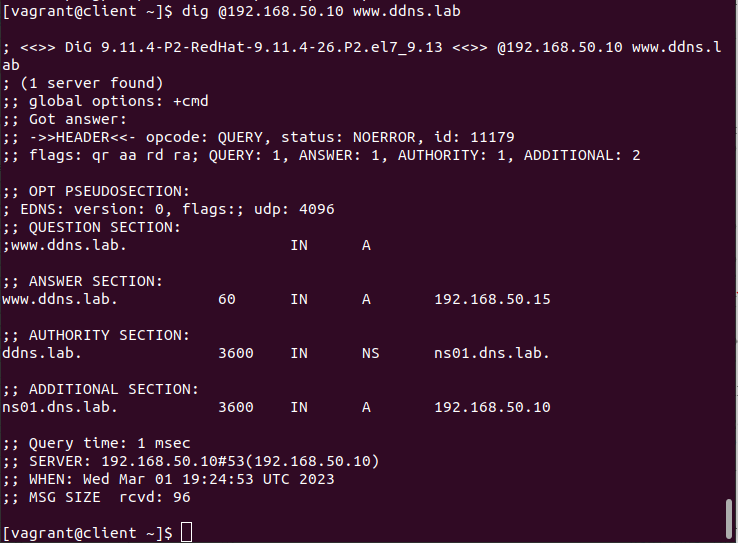 [vagrant@client ~]$ dig @192.168.50.10 www.ddns.lab

; <<>> DiG 9.11.4-P2-RedHat-9.11.4-26.P2.el7_9.13 <<>> @192.168.50.10 www.ddns.l
ab
; (1 server found)
;; global options: +cmd
;; Got answer:
;; ->>HEADER<<- opcode: QUERY, status: NOERROR, id: 11179
;; flags: qr aa rd ra; QUERY: 1, ANSWER: 1, AUTHORITY: 1, ADDITIONAL: 2

;; OPT PSEUDOSECTION:
; EDNS: version: 0, flags:; udp: 4096
;; QUESTION SECTION:
;www.ddns.lab.                  IN      A

;; ANSWER SECTION:
www.ddns.lab.           60      IN      A       192.168.50.15

;; AUTHORITY SECTION:
ddns.lab.               3600    IN      NS      ns01.dns.lab.

;; ADDITIONAL SECTION:
ns01.dns.lab.           3600    IN      A       192.168.50.10

;; Query time: 1 msec
;; SERVER: 192.168.50.10#53(192.168.50.10)
;; WHEN: Wed Mar 01 19:24:53 UTC 2023
;; MSG SIZE  rcvd: 96

[vagrant@client ~]$